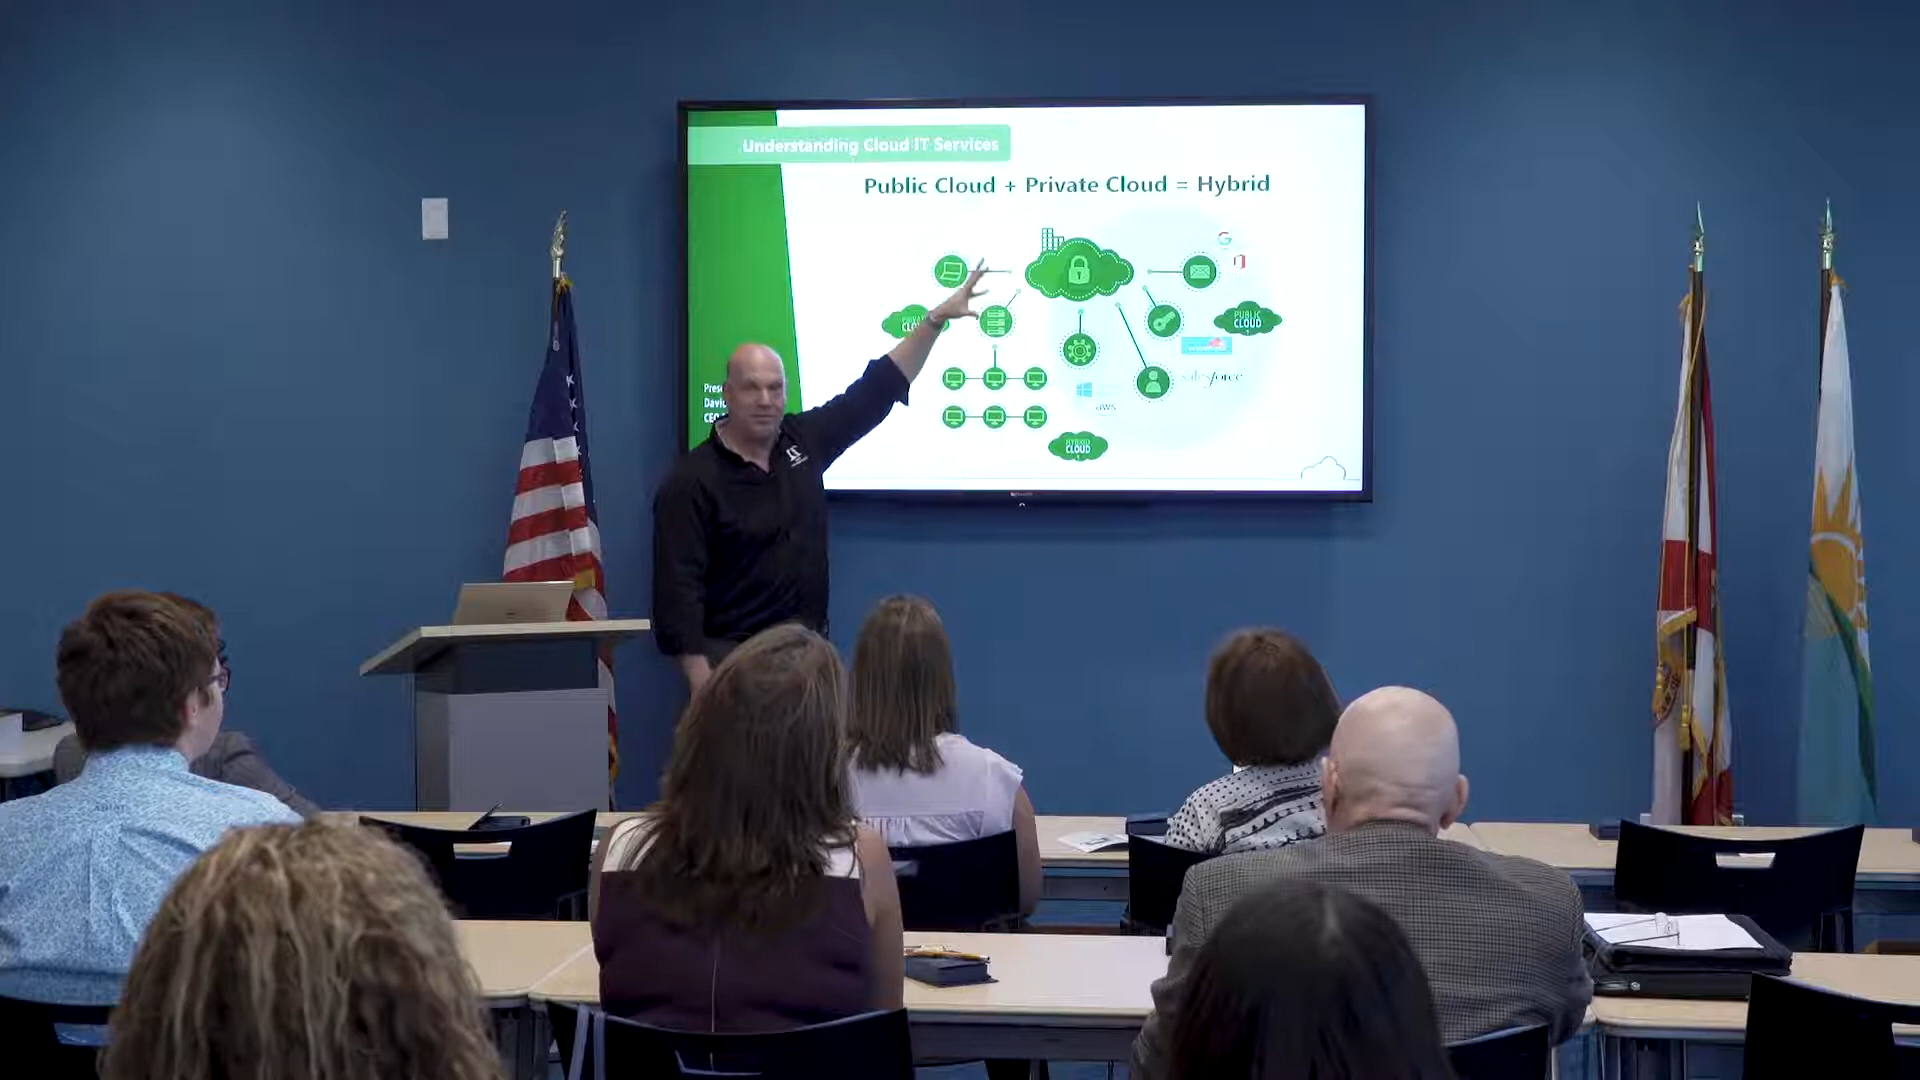 Understanding Cloud IT Services
Public Cloud + Private Cloud = Hybrid
PUBLIC
CLOUD
salesforce
aws
HYBRID
CLOUD